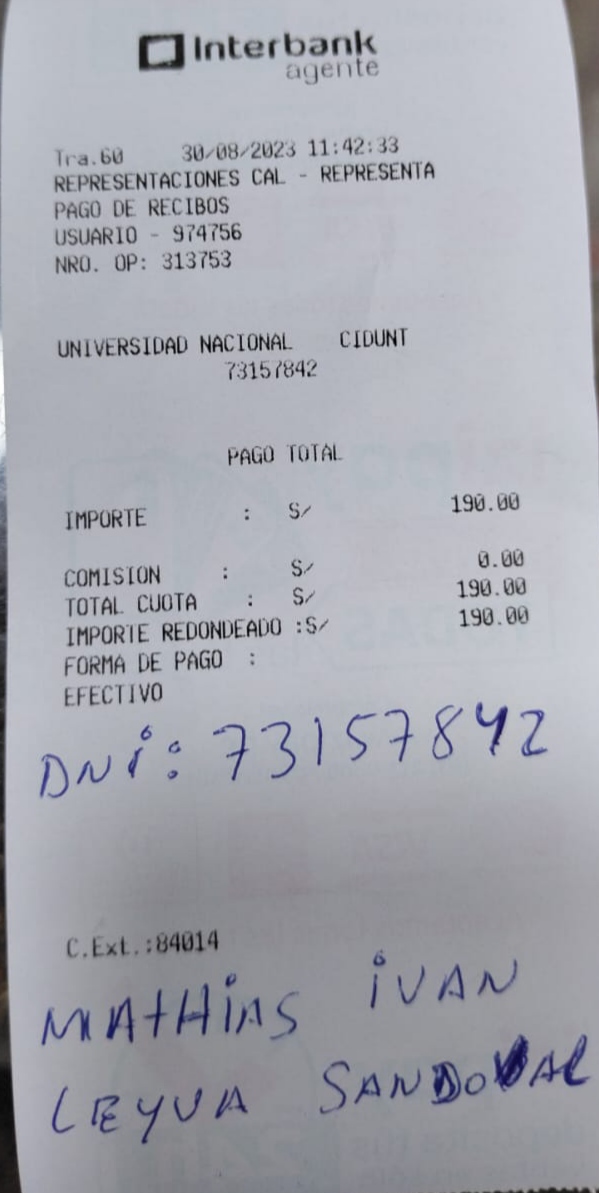 Interbank
agente
Tra.60 30/08/2023 11:42:33
REPRESENTACIONES CAL - REPRESENTA
PAGO DE RECIBOS
USUARIO - 974756
NRO. OP: 313753
UNIVERSIDAD NACIONAL CIDUNT
73157842
PAGO TOTAL
IMPORTE : S/ 190.00
COMISION : S/ 0.00
TOTAL CUOTA : S/ 190.00
IMPORTE REDONDEADO :S/ 190.00
FORMA DE PAGO :
EFECTIVO
DNi: 73157842
C.Ext.:84014
MATHiAS iVAN
LEYVA SANDOVAL